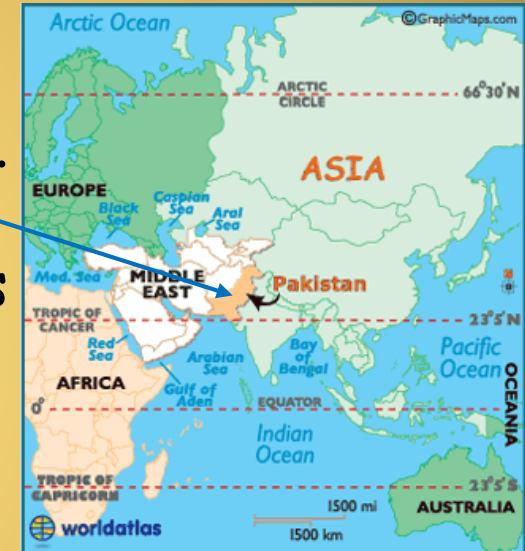 Arctic Ocean
©GraphicMaps.com
ARCTIC
CIRCLE
66°30'N
.
ASIA
EUROPE
Black
Sea
Caspian
Sea
Aral
Sea
s
Med. Sea
MIDDLE
EAST
Pakistan
TROPIC OF
CANCER
23°5'N
Red
Sea
Arabian
Sea
Bay
of
Bengal
Pacific
Ocean
OCEANIA
AFRICA
Gulf of
Aden
0°
EQUATOR
Indian
Ocean
TROPIC OF
CAPRICORN
23°5'S
1500 mi
1500 km
AUSTRALIA
worldatlas